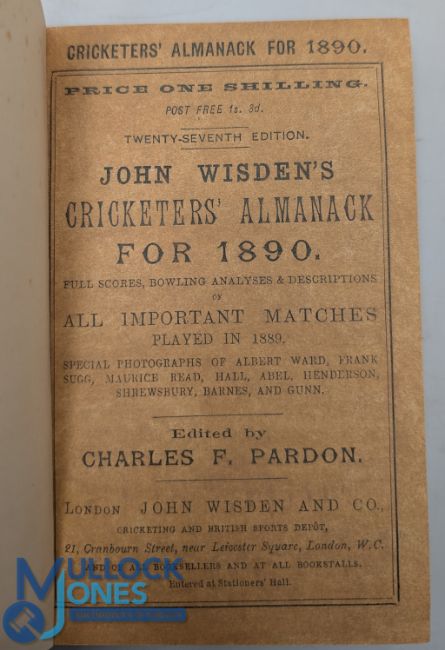 CRICKETERS' ALMANACK FOR 1890.
PRICE ONE SHILLING.
POST FREE 1s. 3d.
TWENTY-SEVENTH EDITION.
JOHN WISDEN'S
CRICKETERS' ALMANACK
FOR 1890.
FULL SCORES, BOWLING ANALYSES & DESCRIPTIONS
OF
ALL IMPORTANT MATCHES
PLAYED IN 1889.
SPECIAL PHOTOGRAPHS OF ALBERT WARD, FRANK
SUGG, MAURICE READ, HALL, ABEL, HENDERSON,
SHREWSBURY, BARNES, AND GUNN.
Edited by
CHARLES F. PARDON.
LONDON JOHN WISDEN AND CO.,
CRICKETING AND BRITISH SPORTS DEPÔT,
21, Cranbourn Street, near Leicester Square, London, W.C.
AND OF ALL BOOKSELLERS AND AT ALL BOOKSTALLS.
Entered at Stationers' Hall.
MULLOCK
JONES